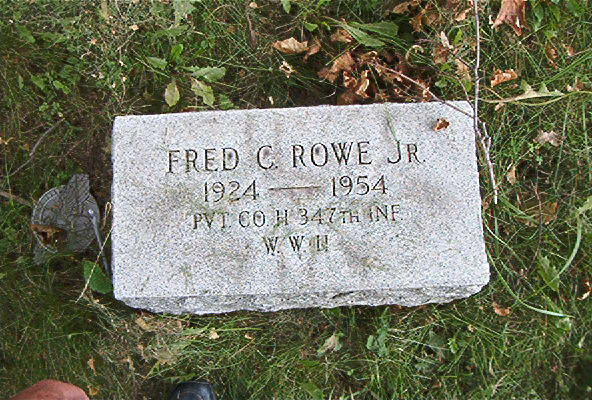 FRED C. ROWE JR.
1924 — 1954
PVT. CO H 347TH INF
W. W. II